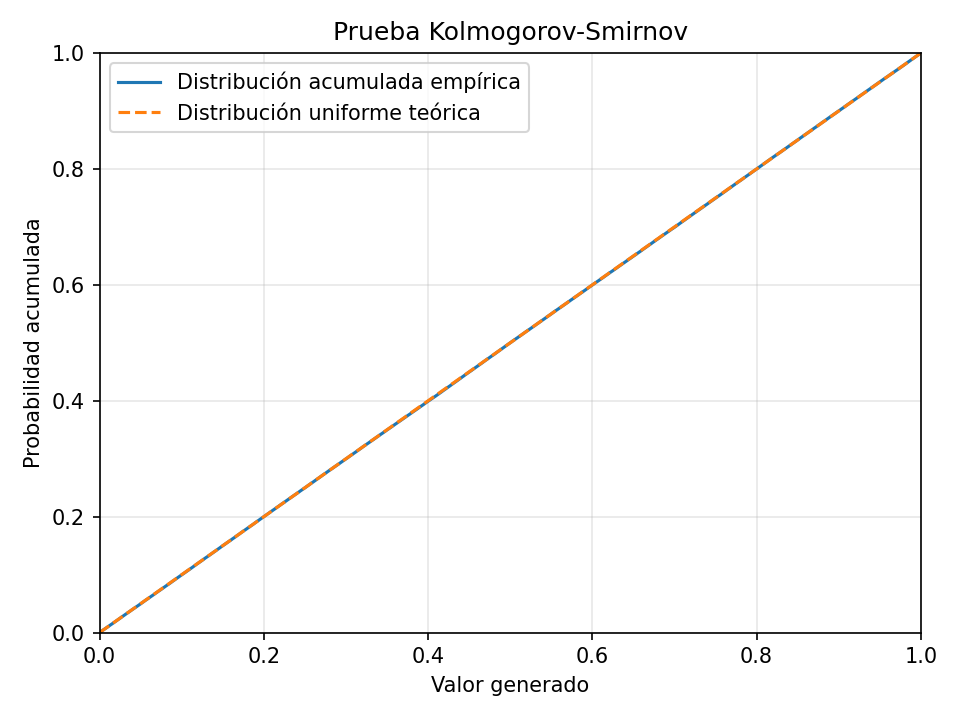 Prueba Kolmogorov-Smirnov
Distribución acumulada empírica
Distribución uniforme teórica
Probabilidad acumulada
1.0
0.8
0.6
0.4
0.2
0.0
0.0 0.2 0.4 0.6 0.8 1.0
Valor generado